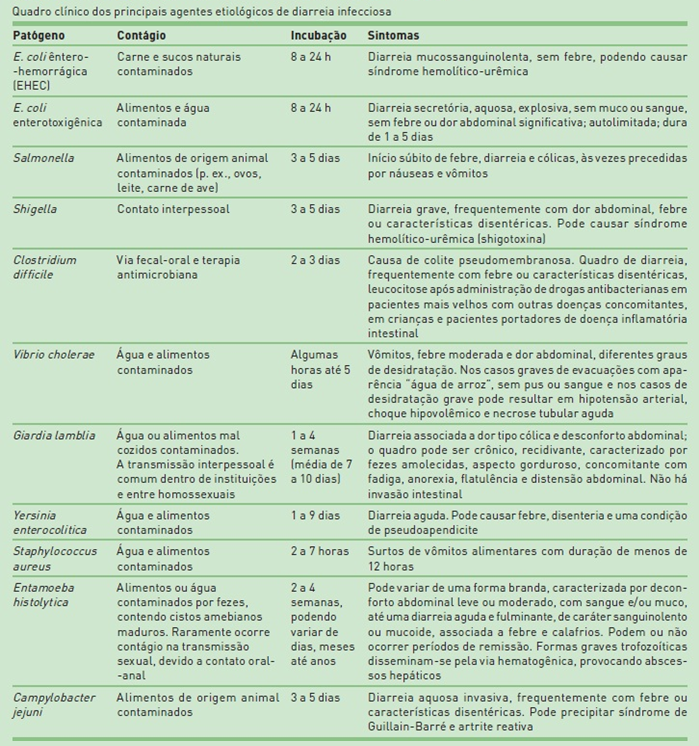 Quadro clínico dos principais agentes etiológicos de diarreia infecciosa
Patógeno Contágio Incubação Sintomas
E. coli êntero- Carne e sucos naturais 8 a 24 h Diarreia mucossanguinolenta, sem febre, podendo causar
-hemorrágica contaminados síndrome hemolítico-urêmica
(EHEC)
E. coli Alimentos e água 8 a 24 h Diarreia secretória, aquosa, explosiva, sem muco ou sangue,
enterotoxigênica contaminada sem febre ou dor abdominal significativa; autolimitada; dura
de 1 a 5 dias
Salmonella Alimentos de origem animal 3 a 5 dias Início súbito de febre, diarreia e cólicas, às vezes precedidas
contaminados (p. ex., ovos, por náuseas e vômitos
leite, carne de ave)
Shigella Contato interpessoal 3 a 5 dias Diarreia grave, frequentemente com dor abdominal, febre
ou características disentéricas. Pode causar síndrome
hemolítico-urêmica (shigotoxina)
Clostridium Via fecal-oral e terapia 2 a 3 dias Causa de colite pseudomembranosa. Quadro de diarreia,
difficile antimicrobiana frequentemente com febre ou características disentéricas,
leucocitose após administração de drogas antibacterianas em
pacientes mais velhos com outras doenças concomitantes,
em crianças e pacientes portadores de doença inflamatória
intestinal
Vibrio cholerae Água e alimentos Algumas Vômitos, febre moderada e dor abdominal, diferentes graus
contaminados horas até 5 de desidratação. Nos casos graves de evacuações com apa-
dias rência "água de arroz", sem pus ou sangue e nos casos de
desidratação grave pode resultar em hipotensão arterial,
choque hipovolêmico e necrose tubular aguda
Giardia lamblia Água ou alimentos mal 1 a 4 Diarreia associada a dor tipo cólica e desconforto abdominal;
cozidos contaminados. semanas o quadro pode ser crônico, recidivante, caracterizado por
A transmissão interpessoal é (média de 7 fezes amolecidas, aspecto gorduroso, concomitante com
comum dentro de instituições a 10 dias) fadiga, anorexia, flatulência e distensão abdominal. Não há
e entre homossexuais invasão intestinal
Yersinia Água e alimentos 1 a 9 dias Diarreia aguda. Pode causar febre, disenteria e uma condição
enterocolitica contaminados de pseudoapendicite
Staphylococcus Água e alimentos 2 a 7 horas Surtos de vômitos alimentares com duração de menos de
aureus contaminados 12 horas
Entamoeba Alimentos ou água 2 a 4 Pode variar de uma forma branda, caracterizada por decon-
histolytica contaminados por fezes, semanas, forto abdominal leve ou moderado, com sangue e/ou muco,
contendo cistos amebianos podendo até uma diarreia aguda e fulminante, de caráter sanguinolento
maduros. Raramente ocorre variar de ou mucoide, associada a febre e calafrios. Podem ou não
contágio na transmissão dias, meses ocorrer períodos de remissão. Formas graves trofozoíticas
sexual, devido a contato oral- até anos disseminam-se pela via hematogênica, provocando absces-
-anal sos hepáticos
Campylobacter Alimentos de origem animal 3 a 5 dias Diarreia aquosa invasiva, frequentemente com febre ou
jejuni contaminados características disentéricas. Pode precipitar síndrome de
Guillain-Barré e artrite reativa